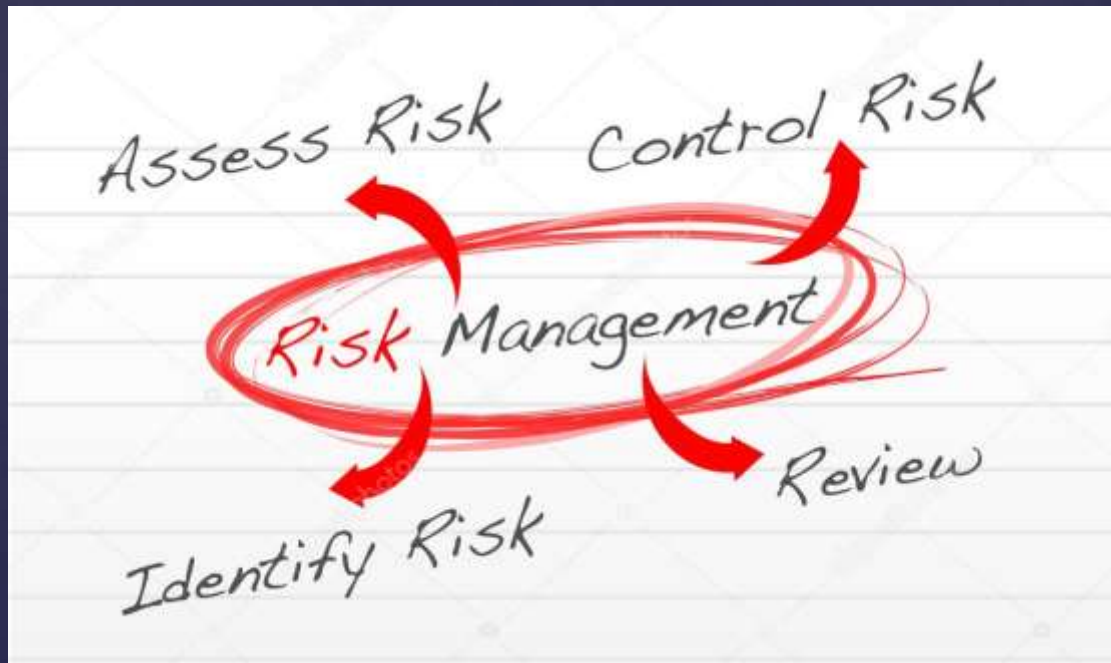 Assess Risk
Control Risk
Risk Management
Review
Identify Risk